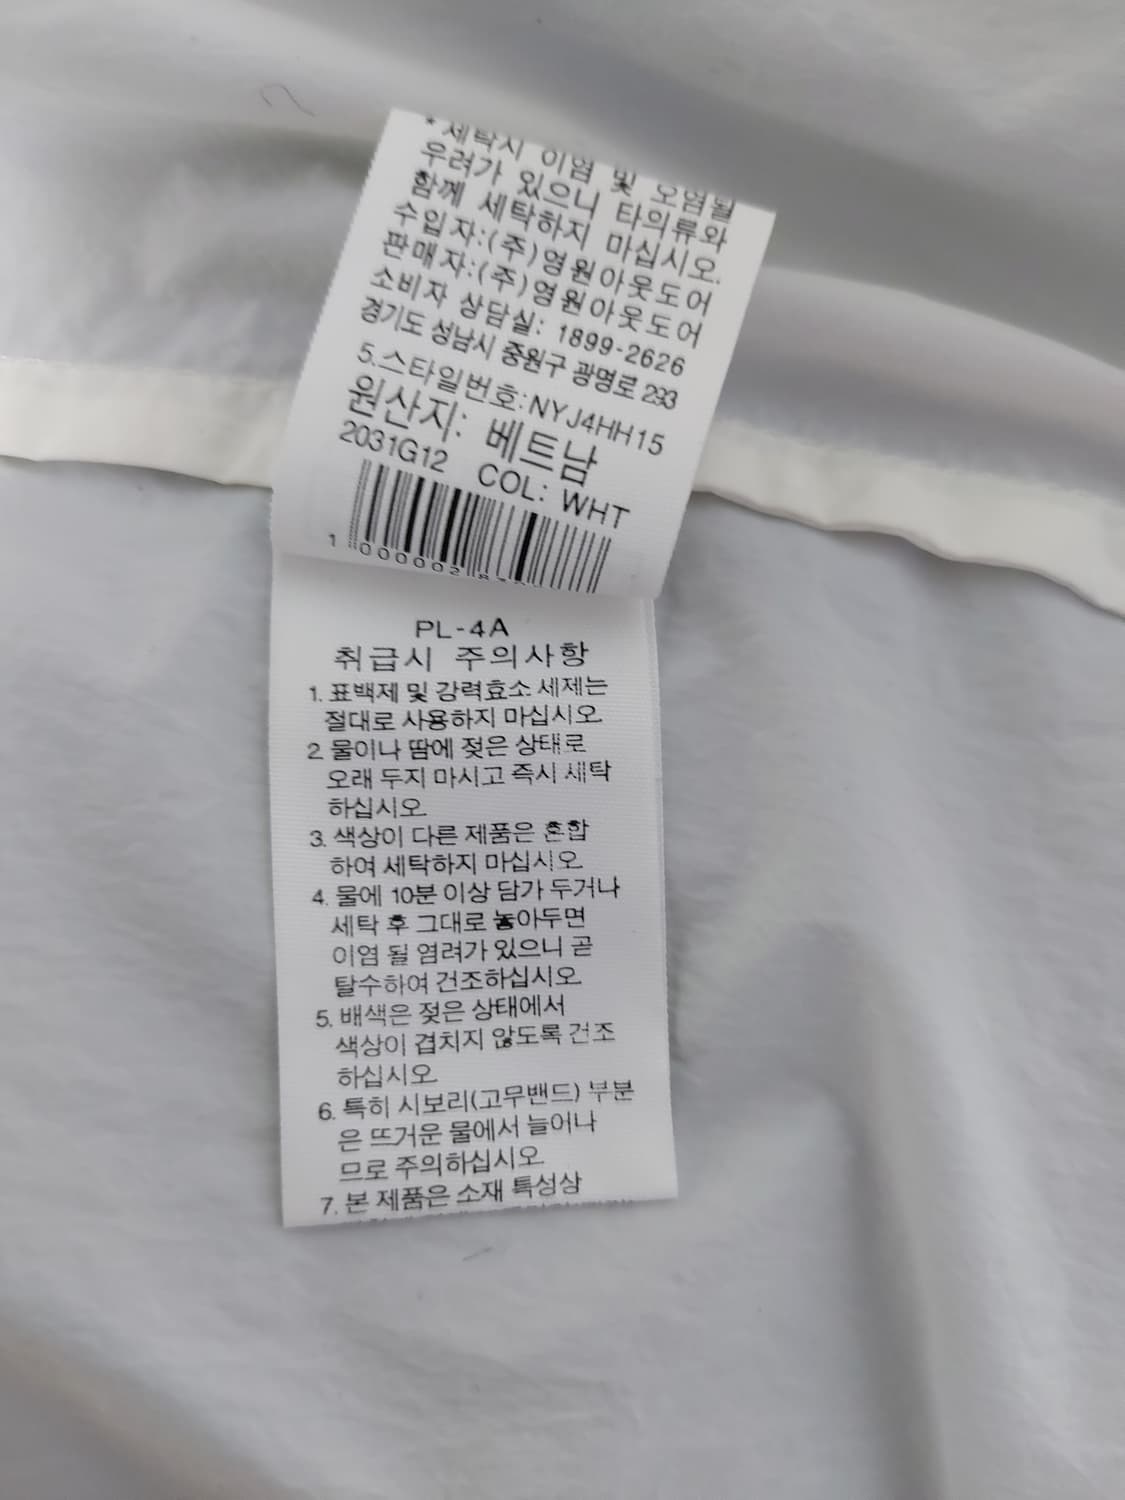 * 세탁시 이염 및 오염될
우려가 있으니 타의류와
함께 세탁하지 마십시오.
수입자:(주)영원아웃도어
판매자:(주)영원아웃도어
소비자 상담실: 1899-2626
경기도 성남시 중원구 광명로 293
5.스타일번호:NYJ4HH15
원산지: 베트남
2031G12 COL: WHT
PL-4A
취급시 주의사항
1. 표백제 및 강력효소 세제는
절대로 사용하지 마십시오.
2. 물이나 땀에 젖은 상태로
오래 두지 마시고 즉시 세탁
하십시오.
3. 색상이 다른 제품은 혼합
하여 세탁하지 마십시오.
4. 물에 10분 이상 담가 두거나
세탁 후 그대로 놓아두면
이염 될 염려가 있으니 곧
탈수하여 건조하십시오.
5. 배색은 젖은 상태에서
색상이 겹치지 않도록 건조
하십시오.
6. 특히 시보리(고무밴드) 부분
은 뜨거운 물에서 늘어나
므로 주의하십시오.
7. 본 제품은 소재 특성상